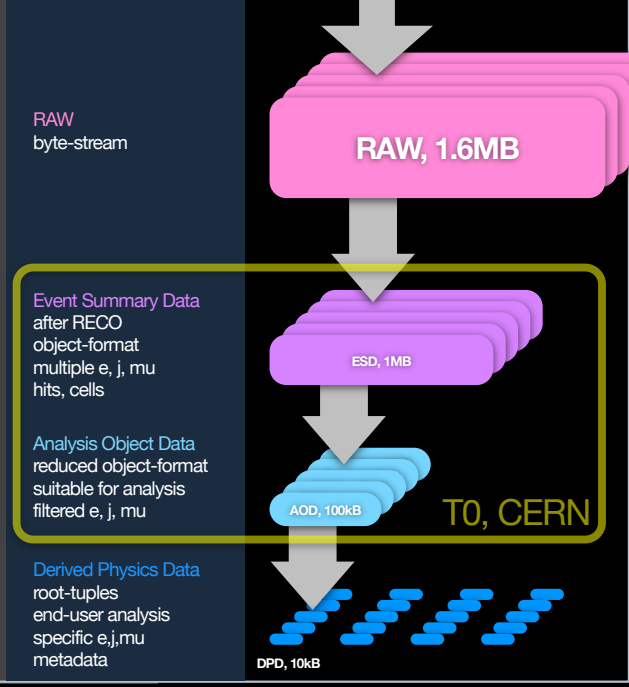 RAW
byte-stream
RAW, 1.6MB
Event Summary Data
after RECO
object-format
multiple e, j, mu
hits, cells
ESD, 1MB
Analysis Object Data
reduced object-format
suitable for analysis
filtered e, j, mu
AOD, 100kB
T0, CERN
Derived Physics Data
root-tuples
end-user analysis
specific e,j,mu
metadata
DPD, 10kB